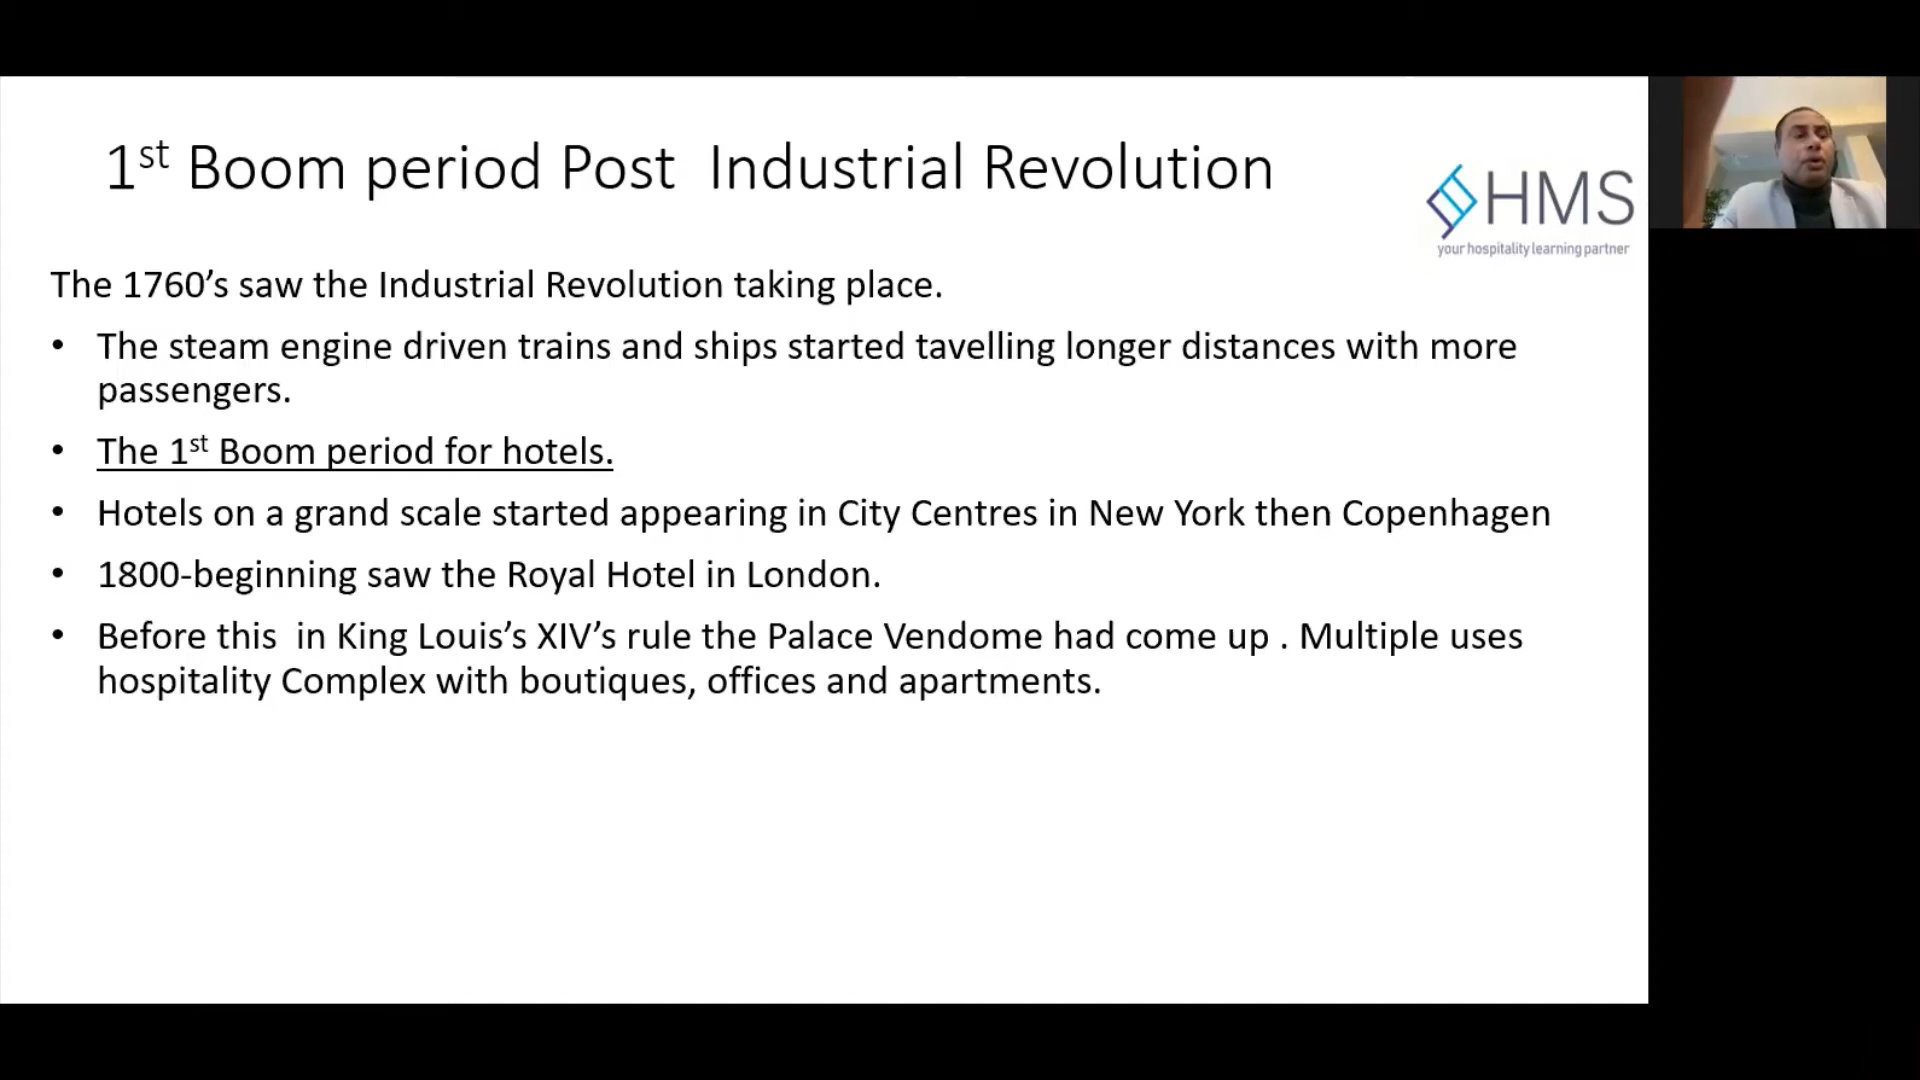 1st Boom period Post  Industrial Revolution
HMS
your hospitality learning partner
The 1760’s saw the Industrial Revolution taking place.
• The steam engine driven trains and ships started tavelling longer distances with more
passengers.
• The 1st Boom period for hotels.
• Hotels on a grand scale started appearing in City Centres in New York then Copenhagen
• 1800-beginning saw the Royal Hotel in London.
• Before this  in King Louis’s XIV’s rule the Palace Vendome had come up . Multiple uses
hospitality Complex with boutiques, offices and apartments.